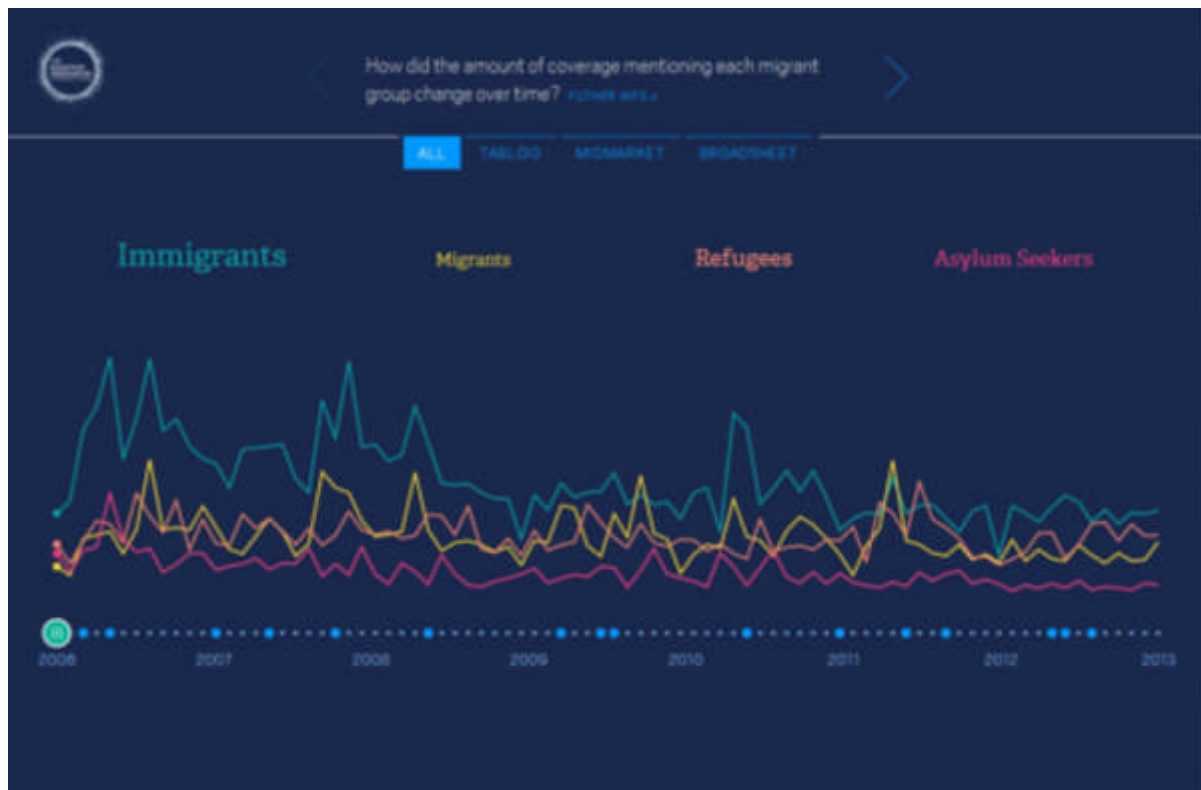 How did the amount of coverage mentioning each migrant
group change over time?
ALL TABLOID MIDMARKET BROADSHEET
Immigrants Migrants Refugees Asylum Seekers
2006 2007 2008 2009 2010 2011 2012 2013